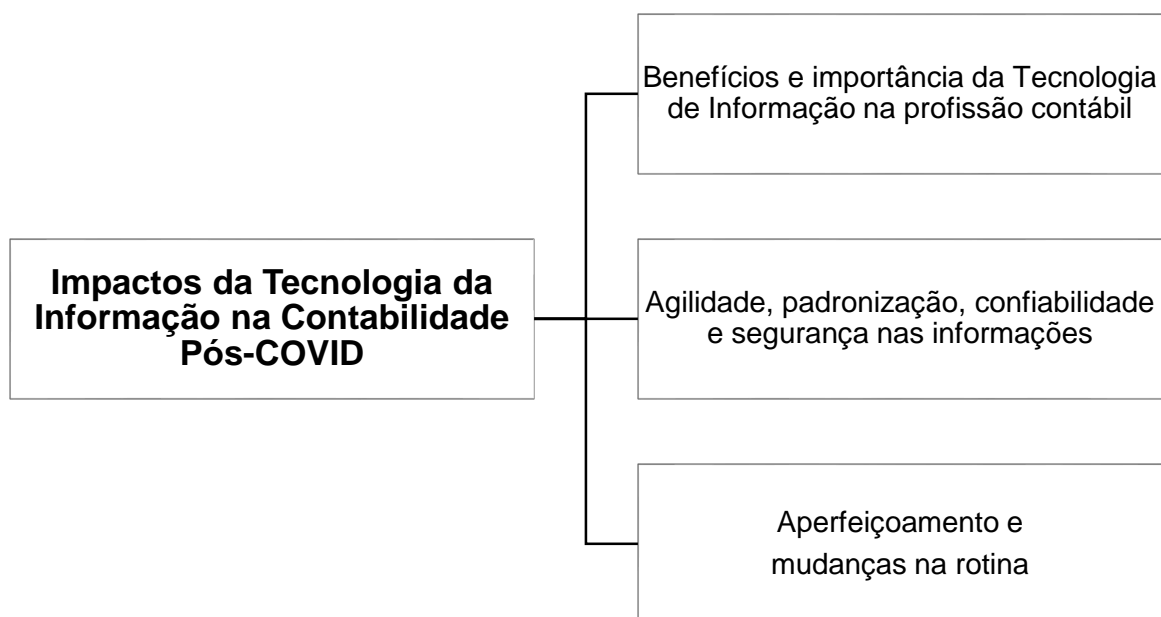 Benefícios e importância da Tecnologia
de Informação na profissão contábil
Impactos da Tecnologia da
Informação na Contabilidade
Pós-COVID
Agilidade, padronização, confiabilidade
e segurança nas informações
Aperfeiçoamento e
mudanças na rotina